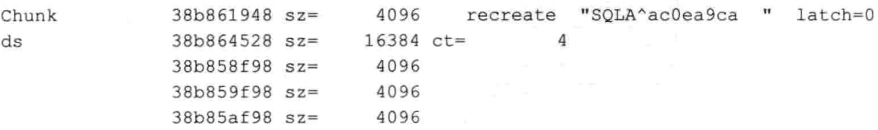 Chunk 38b861948 sz= 4096 recreate "SQLA^ac0ea9ca " latch=0
ds 38b864528 sz= 16384 ct= 4
38b858f98 sz= 4096
38b859f98 sz= 4096
38b85af98 sz= 4096